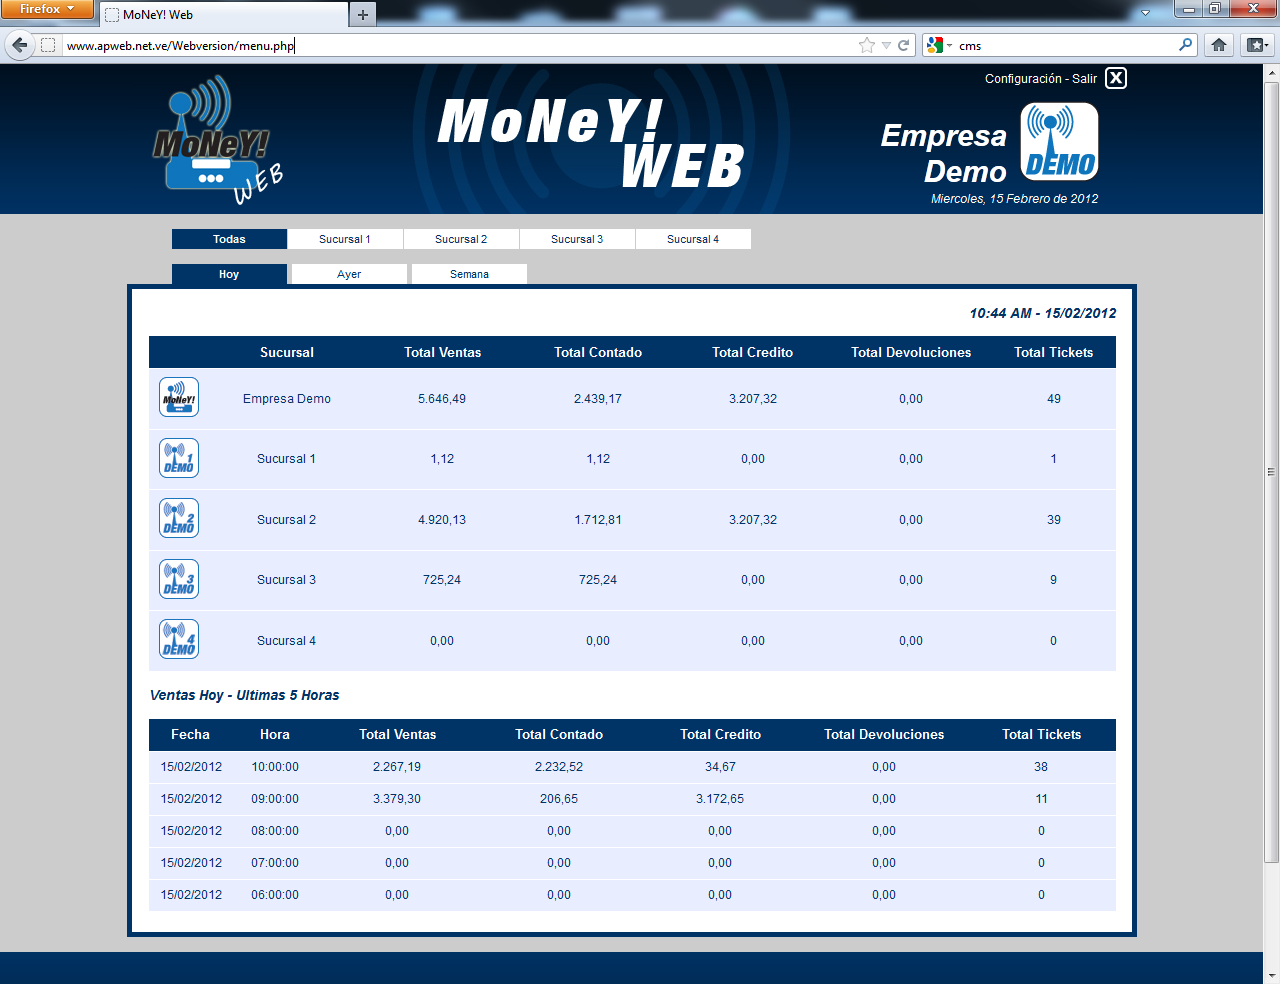 Firefox
MoNeY! Web
www.apweb.net.ve/Webversion/menu.php
cms
Configuración - Salir X
MoNeY!
WEB
MoNeY!
WEB
Empresa
Demo
DEMO
Miercoles, 15 Febrero de 2012
Todas Sucursal 1 Sucursal 2 Sucursal 3 Sucursal 4
Hoy Ayer Semana
10:44 AM - 15/02/2012
Sucursal Total Ventas Total Contado Total Credito Total Devoluciones Total Tickets
MoNeY! Empresa Demo 5.646,49 2.439,17 3.207,32 0,00 49
1 DEMO Sucursal 1 1,12 1,12 0,00 0,00 1
2 DEMO Sucursal 2 4.920,13 1.712,81 3.207,32 0,00 39
3 DEMO Sucursal 3 725,24 725,24 0,00 0,00 9
4 DEMO Sucursal 4 0,00 0,00 0,00 0,00 0
Ventas Hoy - Ultimas 5 Horas
Fecha Hora Total Ventas Total Contado Total Credito Total Devoluciones Total Tickets
15/02/2012 10:00:00 2.267,19 2.232,52 34,67 0,00 38
15/02/2012 09:00:00 3.379,30 206,65 3.172,65 0,00 11
15/02/2012 08:00:00 0,00 0,00 0,00 0,00 0
15/02/2012 07:00:00 0,00 0,00 0,00 0,00 0
15/02/2012 06:00:00 0,00 0,00 0,00 0,00 0